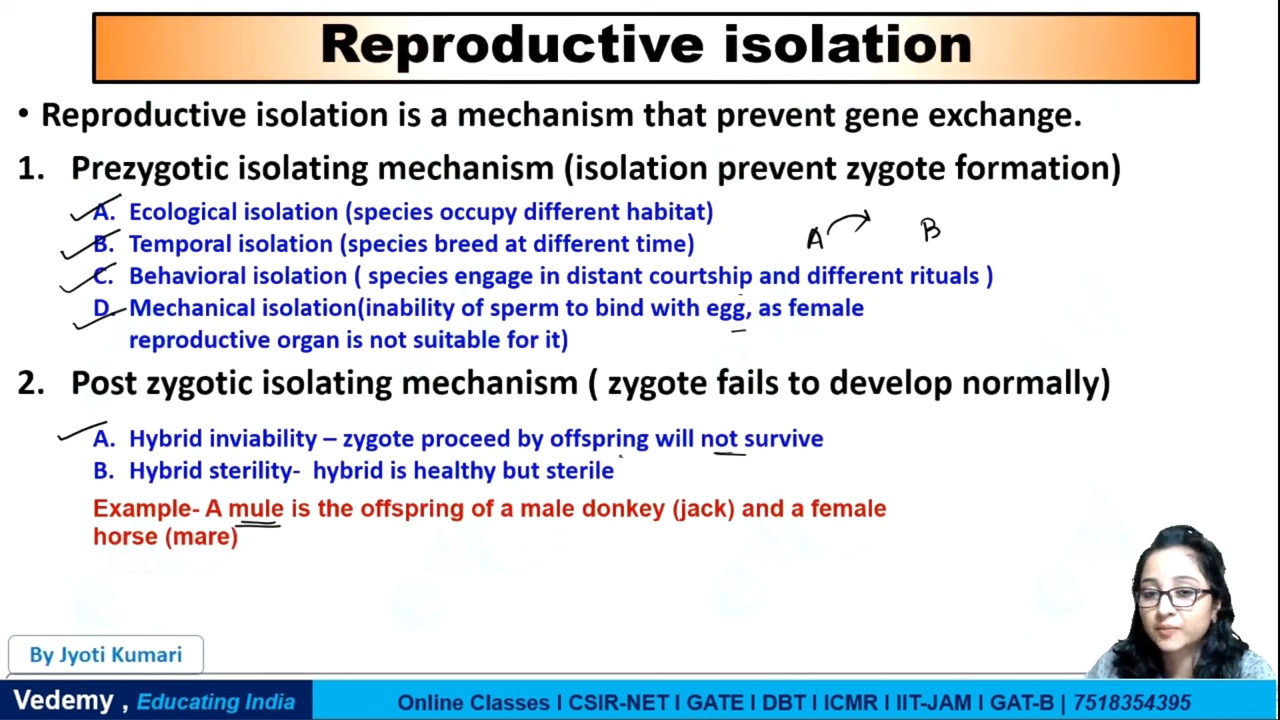 Reproductive isolation
• Reproductive isolation is a mechanism that prevent gene exchange.
1. Prezygotic isolating mechanism (isolation prevent zygote formation)
A. Ecological isolation (species occupy different habitat)
B. Temporal isolation (species breed at different time)
A B
C. Behavioral isolation ( species engage in distant courtship and different rituals )
D. Mechanical isolation(inability of sperm to bind with egg, as female
reproductive organ is not suitable for it)
2. Post zygotic isolating mechanism ( zygote fails to develop normally)
A. Hybrid inviability – zygote proceed by offspring will not survive
B. Hybrid sterility- hybrid is healthy but sterile
Example- A mule is the offspring of a male donkey (jack) and a female
horse (mare)
By Jyoti Kumari
Vedemy , Educating India
Online Classes I CSIR-NET I GATE I DBT I ICMR I IIT-JAM I GAT-B | 7518354395